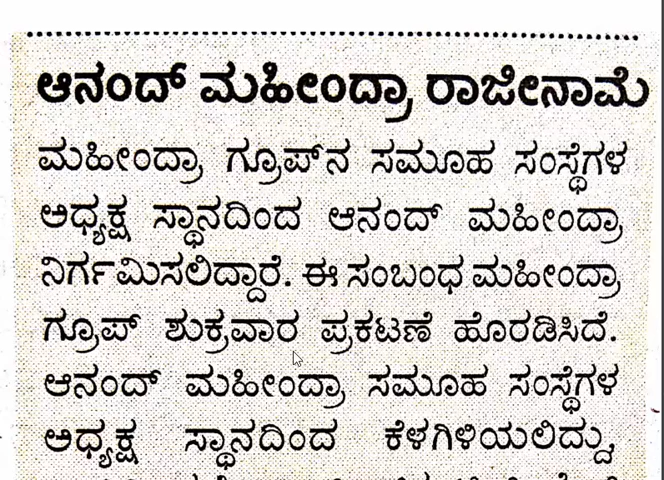 ಆನಂದ್ ಮಹೀಂದ್ರಾ ರಾಜೀನಾಮೆ
ಮಹೀಂದ್ರಾ ಗ್ರೂಪ್‌ನ ಸಮೂಹ ಸಂಸ್ಥೆಗಳ
ಅಧ್ಯಕ್ಷ ಸ್ಥಾನದಿಂದ ಆನಂದ್ ಮಹೀಂದ್ರಾ
ನಿರ್ಗಮಿಸಲಿದ್ದಾರೆ. ಈ ಸಂಬಂಧ ಮಹೀಂದ್ರಾ
ಗ್ರೂಪ್ ಶುಕ್ರವಾರ ಪ್ರಕಟಣೆ ಹೊರಡಿಸಿದೆ.
ಆನಂದ್ ಮಹೀಂದ್ರಾ ಸಮೂಹ ಸಂಸ್ಥೆಗಳ
ಅಧ್ಯಕ್ಷ ಸ್ಥಾನದಿಂದ ಕೆಳಗಿಳಿಯಲಿದ್ದು,